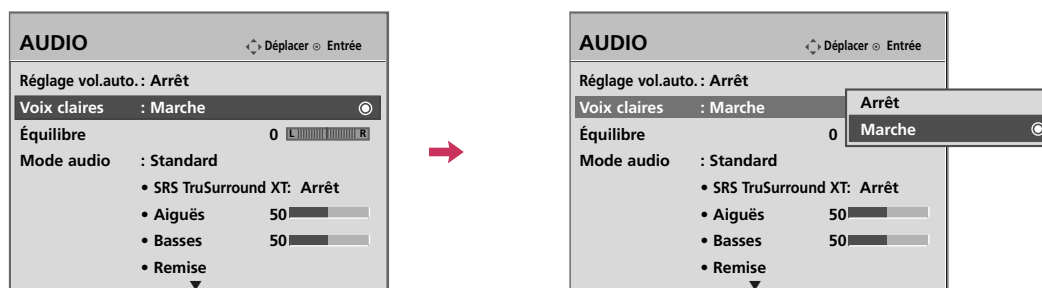 AUDIO
Déplacer Entrée
Réglage vol.auto. : Arrêt
Voix claires : Marche
Équilibre 0 L R
Mode audio : Standard
• SRS TruSurround XT: Arrêt
• Aiguës 50
• Basses 50
• Remise
AUDIO
Déplacer Entrée
Réglage vol.auto. : Arrêt
Voix claires : Marche
Équilibre 0
Mode audio : Standard
• SRS TruSurround XT: Arrêt
• Aiguës 50
• Basses 50
• Remise
Arrêt
Marche